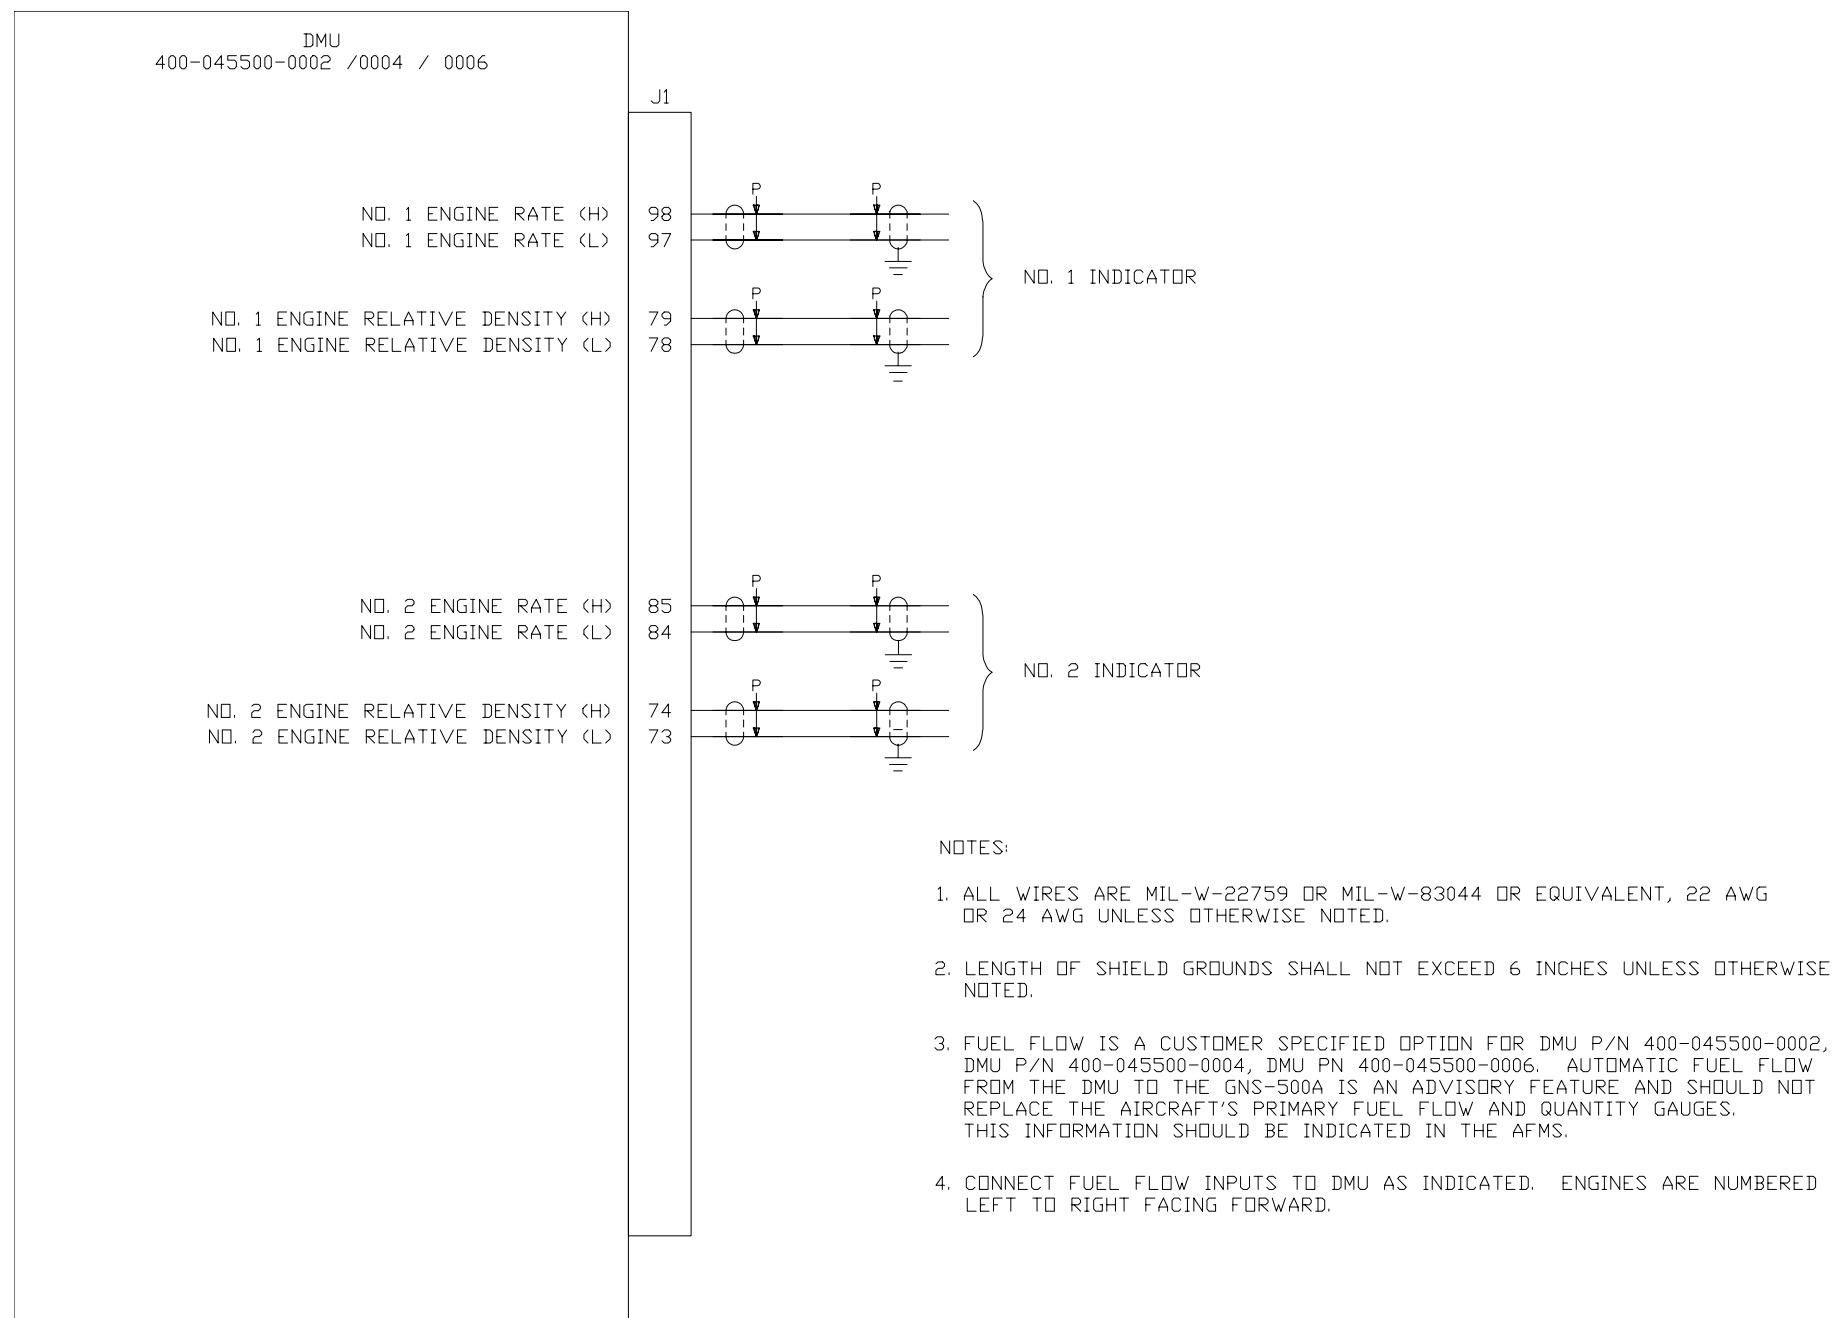 DMU
400-045500-0002 /0004 / 0006
J1
P P
NO. 1 ENGINE RATE (H) 98
NO. 1 ENGINE RATE (L) 97
NO. 1 INDICATOR
P P
NO. 1 ENGINE RELATIVE DENSITY (H) 79
NO. 1 ENGINE RELATIVE DENSITY (L) 78
P P
NO. 2 ENGINE RATE (H) 85
NO. 2 ENGINE RATE (L) 84
NO. 2 INDICATOR
P P
NO. 2 ENGINE RELATIVE DENSITY (H) 74
NO. 2 ENGINE RELATIVE DENSITY (L) 73
NOTES:
1. ALL WIRES ARE MIL-W-22759 OR MIL-W-83044 OR EQUIVALENT, 22 AWG
OR 24 AWG UNLESS OTHERWISE NOTED.
2. LENGTH OF SHIELD GROUNDS SHALL NOT EXCEED 6 INCHES UNLESS OTHERWISE
NOTED.
3. FUEL FLOW IS A CUSTOMER SPECIFIED OPTION FOR DMU P/N 400-045500-0002,
DMU P/N 400-045500-0004, DMU PN 400-045500-0006. AUTOMATIC FUEL FLOW
FROM THE DMU TO THE GNS-500A IS AN ADVISORY FEATURE AND SHOULD NOT
REPLACE THE AIRCRAFT'S PRIMARY FUEL FLOW AND QUANTITY GAUGES.
THIS INFORMATION SHOULD BE INDICATED IN THE AFMS.
4. CONNECT FUEL FLOW INPUTS TO DMU AS INDICATED. ENGINES ARE NUMBERED
LEFT TO RIGHT FACING FORWARD.